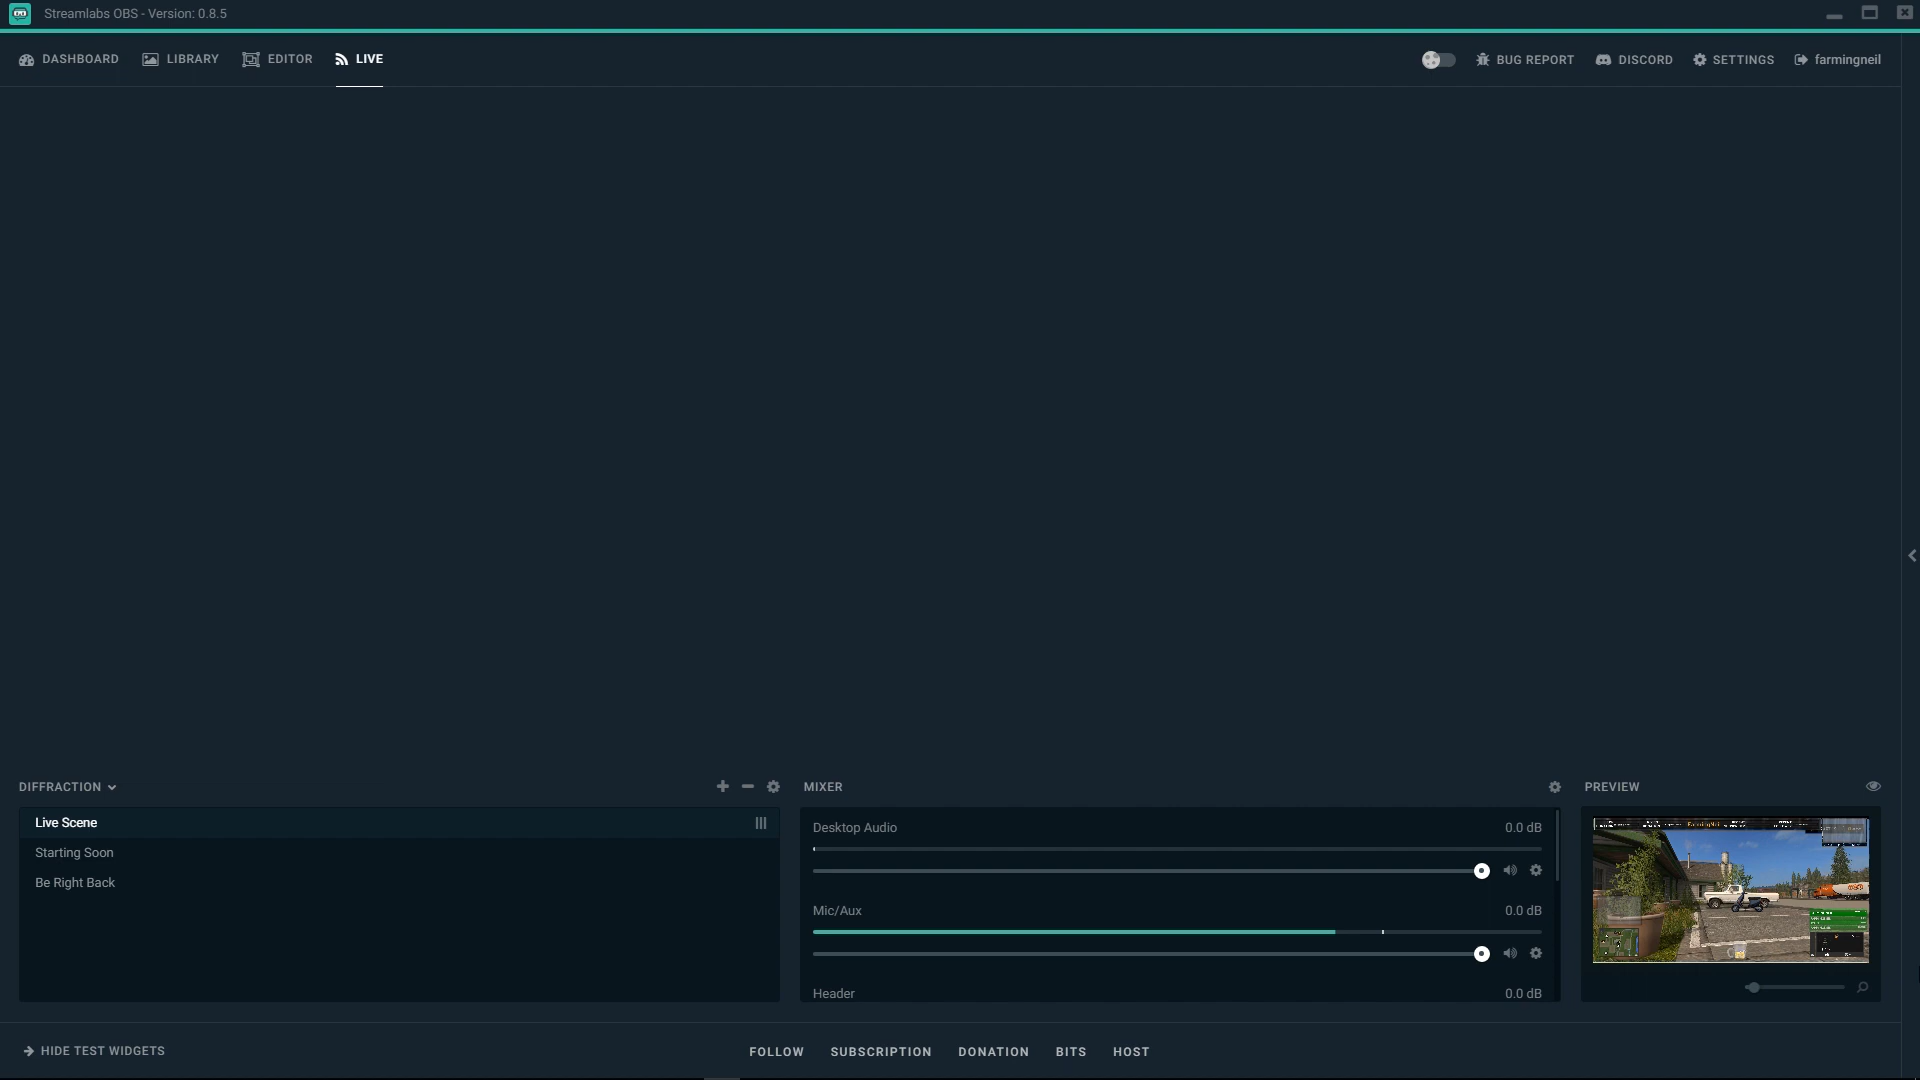 Streamlabs OBS - Version: 0.8.5
DASHBOARD LIBRARY EDITOR LIVE BUG REPORT DISCORD SETTINGS farmingneil
DIFFRACTION MIXER PREVIEW
Live Scene
Starting Soon
Be Right Back
Desktop Audio 0.0 dB
Mic/Aux 0.0 dB
Header 0.0 dB
HIDE TEST WIDGETS FOLLOW SUBSCRIPTION DONATION BITS HOST